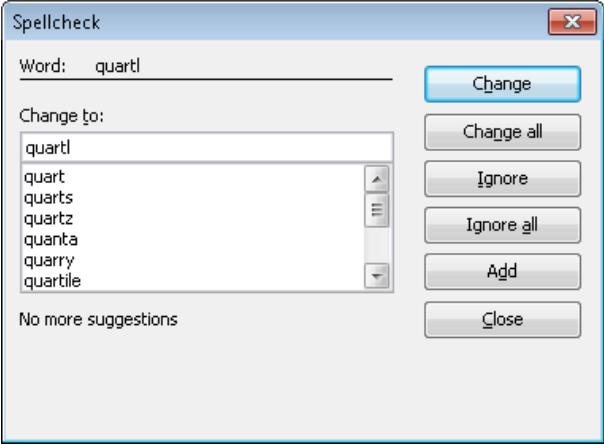 Spellcheck
Word: quartl
Change to:
quartl
quart
quarts
quartz
quanta
quarry
quartile
No more suggestions
Change
Change all
Ignore
Ignore all
Add
Close